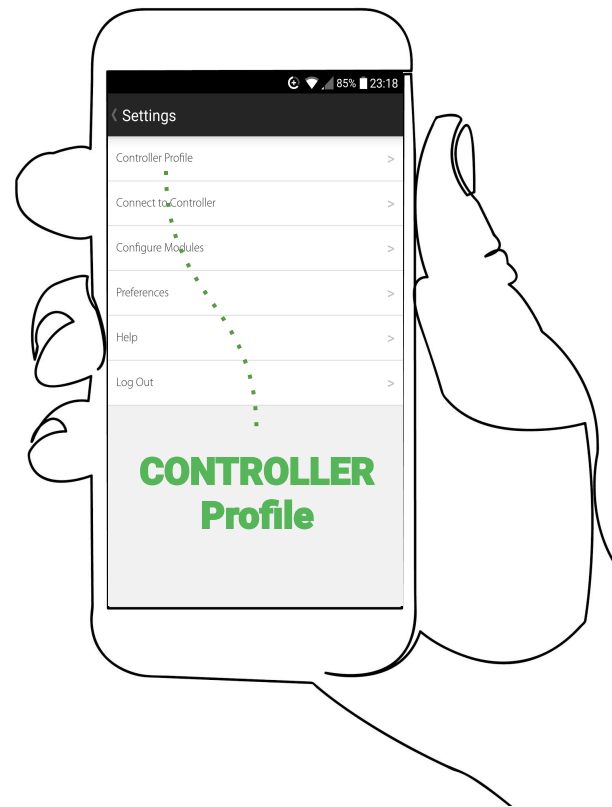 85% 23:18
Settings
Controller Profile >
Connect to Controller >
Configure Modules >
Preferences >
Help >
Log Out >
CONTROLLER
Profile